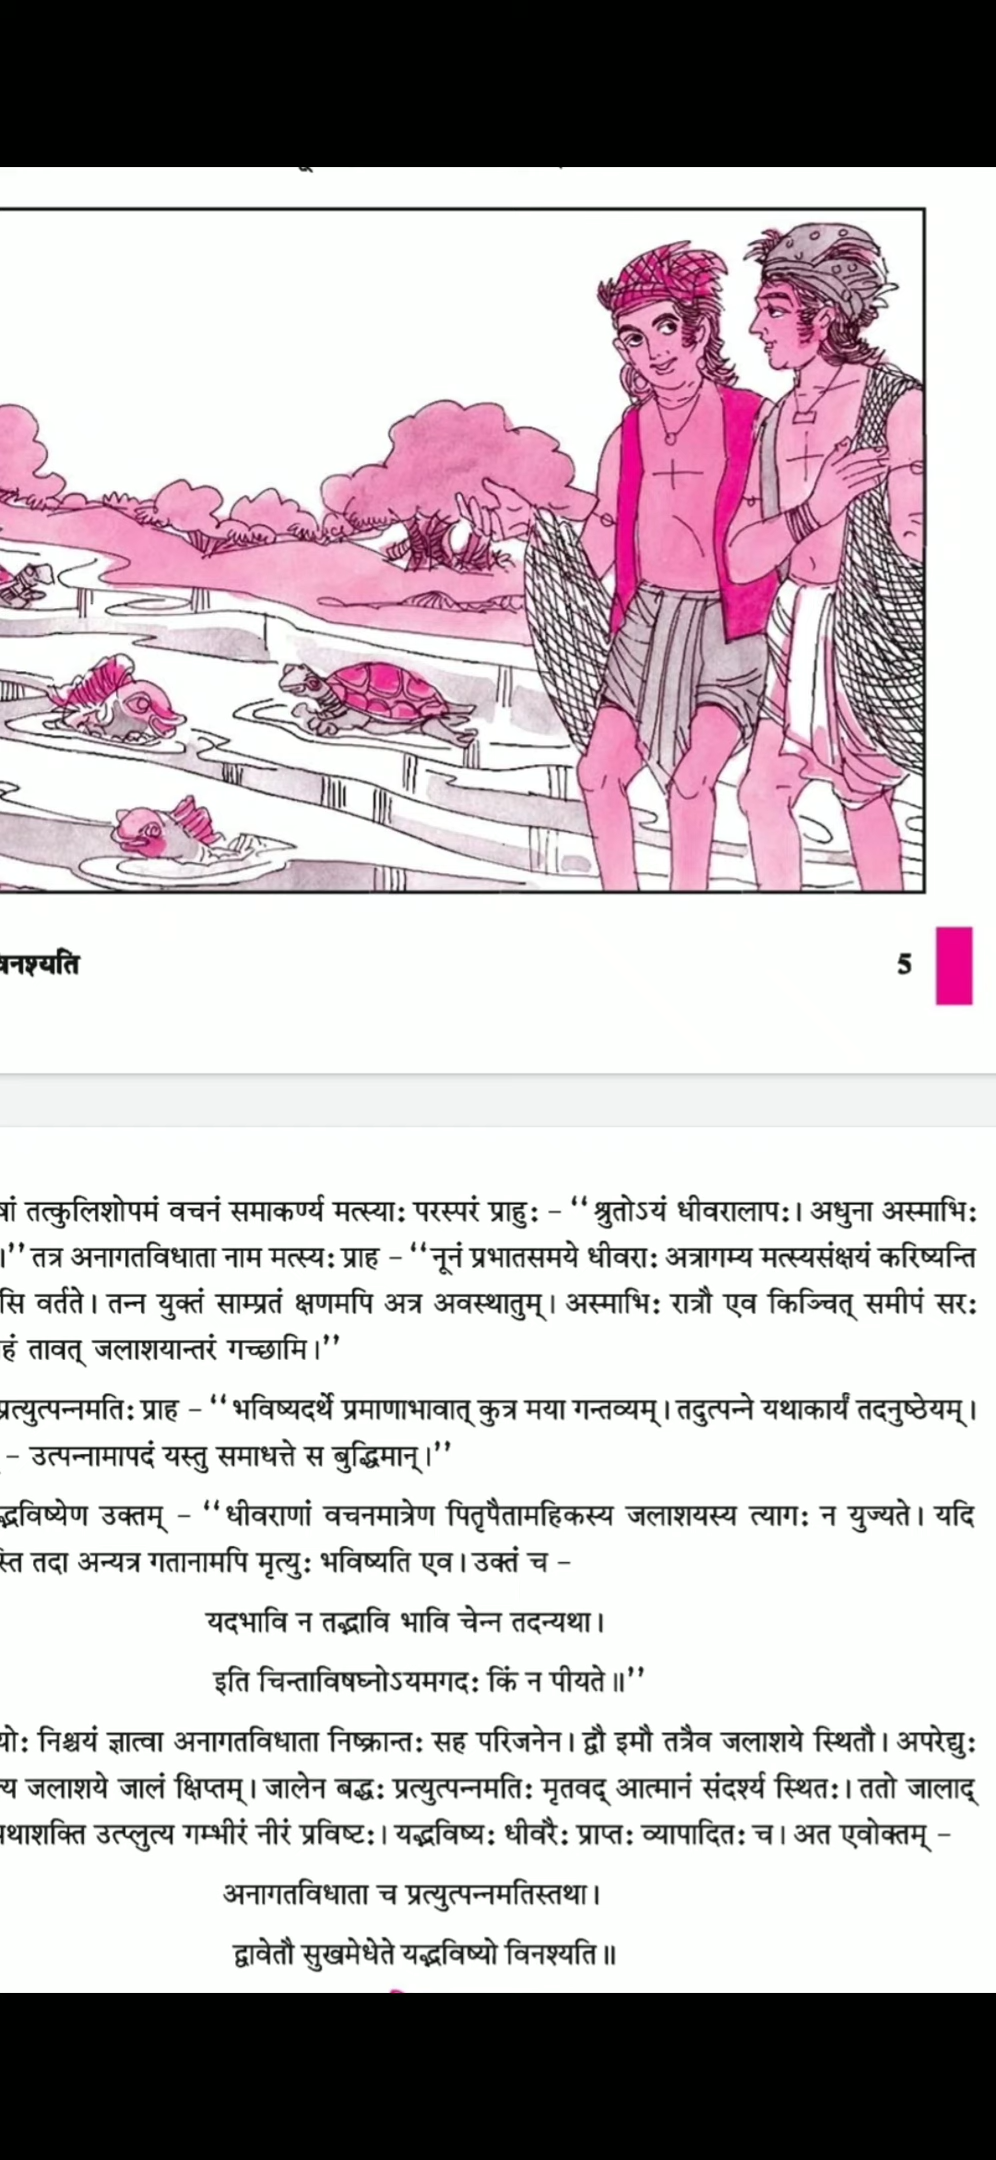 विनश्यति
5
तत्कुलिशोपमं वचनं समाकर्ण्य मत्स्याः परस्परं प्राहुः – “श्रुतोऽयं धीवरालापः। अधुना अस्माभिः
।” तत्र अनागतविधाता नाम मत्स्यः प्राह – “नूनं प्रभातसमये धीवराः अत्रागम्य मत्स्यसंक्षयं करिष्यन्ति
सि वर्तते। तन्न युक्तं साम्प्रतं क्षणमपि अत्र अवस्थातुम्। अस्माभिः रात्रौ एव किञ्चित् समीपं सरः
हं तावत् जलाशयान्तरं गच्छामि।”
प्रत्युत्पन्नमतिः प्राह – “भविष्यदर्थे प्रमाणाभावात् कुत्र मया गन्तव्यम्। तदुत्पन्ने यथाकार्यं तदनुष्ठेयम्।
– उत्पन्नामापदं यस्तु समाधत्ते स बुद्धिमान्।”
द्भविष्येण उक्तम् – “धीवराणां वचनमात्रेण पितृपैतामहिकस्य जलाशयस्य त्यागः न युज्यते। यदि
स्ति तदा अन्यत्र गतानामपि मृत्युः भविष्यति एव। उक्तं च –
यदभावि न तद्भावि भावि चेन्न तदन्यथा।
इति चिन्ताविषघ्नोऽयमगदः किं न पीयते॥”
योः निश्चयं ज्ञात्वा अनागतविधाता निष्क्रान्तः सह परिजनेन। द्वौ इमौ तत्रैव जलाशये स्थितौ। अपरेद्युः
त्य जलाशये जालं क्षिप्तम्। जालेन बद्धः प्रत्युत्पन्नमतिः मृतवद् आत्मानं संदर्श्य स्थितः। ततो जालाद्
यथाशक्ति उत्प्लुत्य गम्भीरं नीरं प्रविष्टः। यद्भविष्यः धीवरैः प्राप्तः व्यापादितः च। अत एवोक्तम् –
अनागतविधाता च प्रत्युत्पन्नमतिस्तथा।
द्वावेतौ सुखमेधेते यद्भविष्यो विनश्यति॥